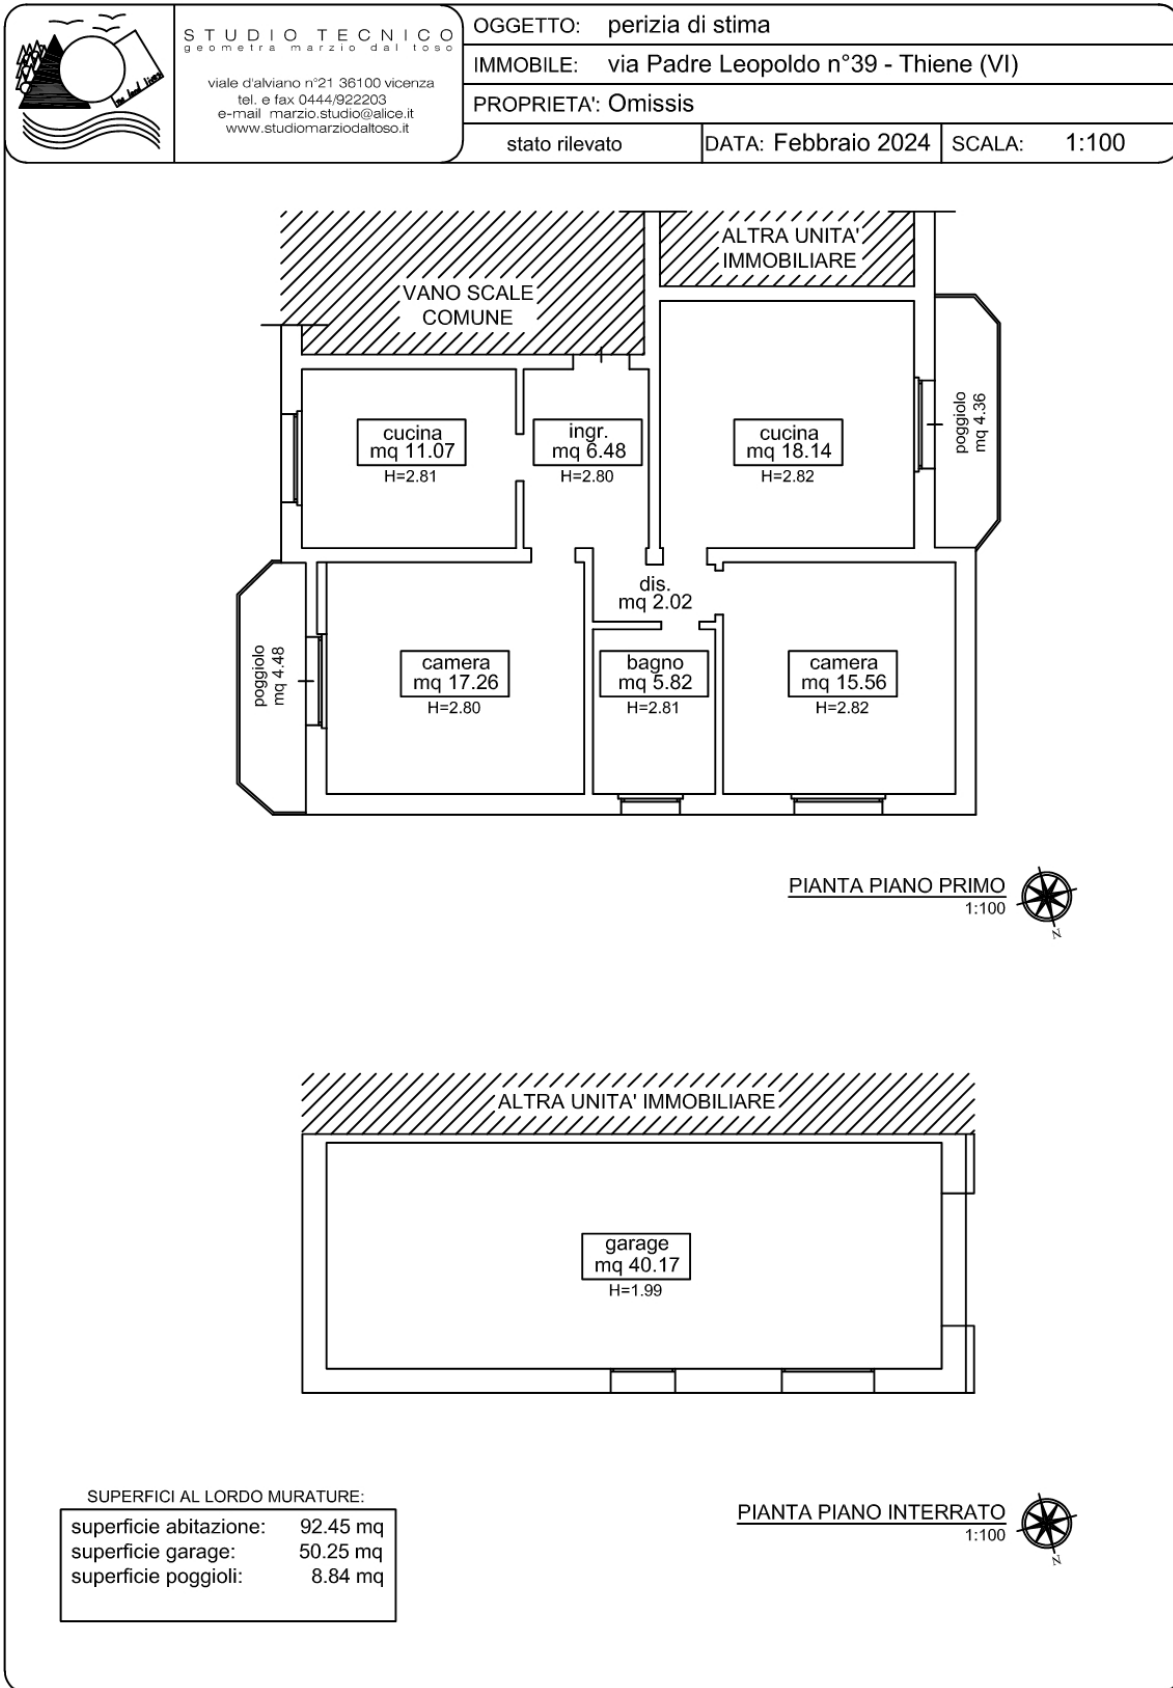 STUDIO TECNICO
geometra marzio dal toso
viale d'alviano n°21 36100 vicenza
tel. e fax 0444/922203
e-mail marzio.studio@alice.it
www.studiomarziodaltoso.it
OGGETTO: perizia di stima
IMMOBILE: via Padre Leopoldo n°39 - Thiene (VI)
PROPRIETA': Omissis
stato rilevato DATA: Febbraio 2024 SCALA: 1:100
ALTRA UNITA'
IMMOBILIARE
VANO SCALE
COMUNE
cucina
mq 11.07
H=2.81
ingr.
mq 6.48
H=2.80
cucina
mq 18.14
H=2.82
poggiolo
mq 4.36
dis.
mq 2.02
poggiolo
mq 4.48
camera
mq 17.26
H=2.80
bagno
mq 5.82
H=2.81
camera
mq 15.56
H=2.82
PIANTA PIANO PRIMO
1:100
N
ALTRA UNITA' IMMOBILIARE
garage
mq 40.17
H=1.99
SUPERFICI AL LORDO MURATURE:
superficie abitazione: 92.45 mq
superficie garage: 50.25 mq
superficie poggioli: 8.84 mq
PIANTA PIANO INTERRATO
1:100
N